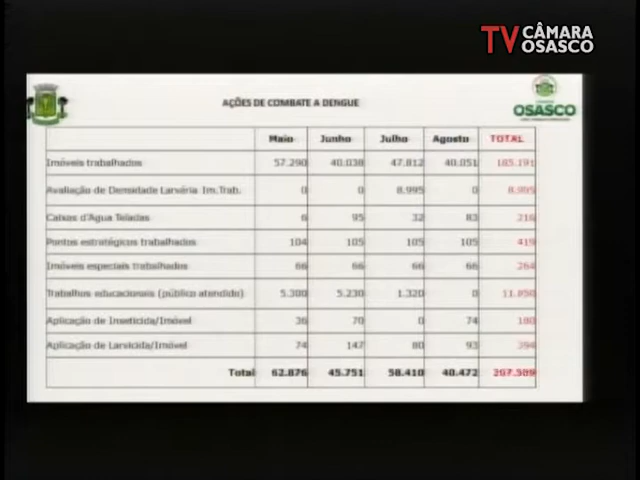 TV CÂMARA
OSASCO
AÇÕES DE COMBATE A DENGUE
OSASCO
Maio Junho Julho Agosto TOTAL
Imóveis trabalhados 57.290 40.038 47.812 40.051 185.191
Avaliação de Densidade Larvária Im.Trab. 0 0 8.995 0 8.995
Caixas d'Água Teladas 6 95 32 83 216
Pontos estratégicos trabalhados 104 105 105 105 419
Imóveis especiais trabalhados 66 66 66 66 264
Trabalhos educacionais (público atendido) 5.300 5.230 1.320 0 11.850
Aplicação de Inseticida/Imóvel 36 70 0 74 180
Aplicação de Larvicida/Imóvel 74 147 80 93 394
Total 62.876 45.751 58.410 40.472 207.509